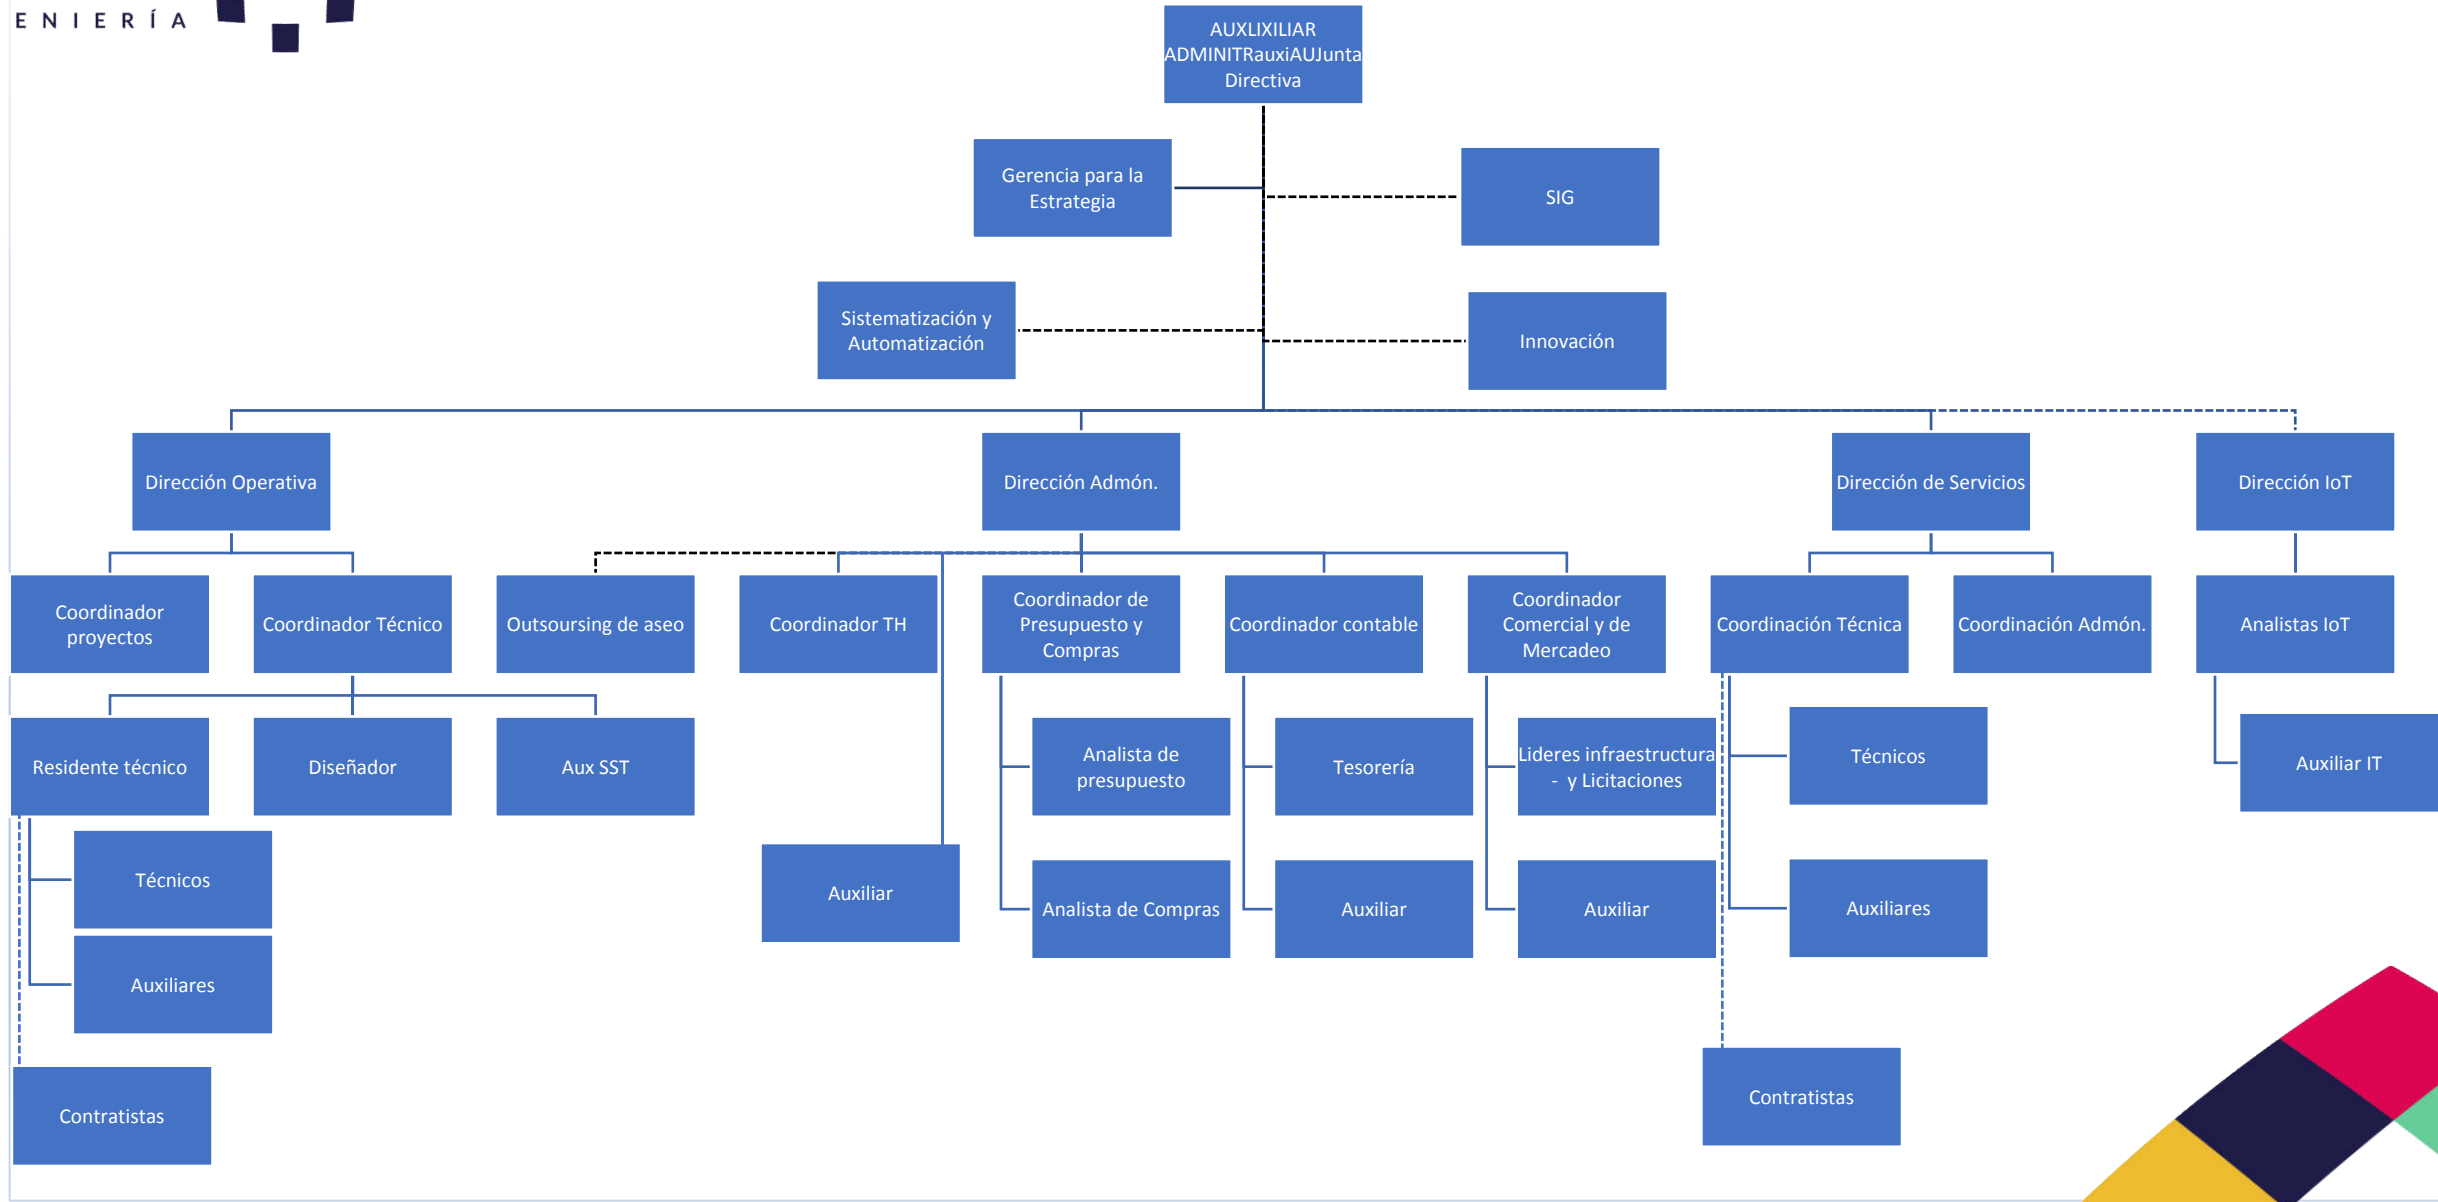 ENIERÍA
AUXLIXILIAR
ADMINITRauxiAUJunta
Directiva
Gerencia para la
Estrategia
SIG
Sistematización y
Automatización
Innovación
Dirección Operativa
Dirección Admón.
Dirección de Servicios
Dirección IoT
Coordinador
proyectos
Coordinador Técnico
Outsoursing de aseo
Coordinador TH
Coordinador de
Presupuesto y
Compras
Coordinador contable
Coordinador
Comercial y de
Mercadeo
Coordinación Técnica
Coordinación Admón.
Analistas IoT
Residente técnico
Diseñador
Aux SST
Analista de
presupuesto
Tesorería
Lideres infraestructura
- y Licitaciones
Técnicos
Auxiliar IT
Técnicos
Auxiliar
Analista de Compras
Auxiliar
Auxiliar
Auxiliares
Auxiliares
Contratistas
Contratistas